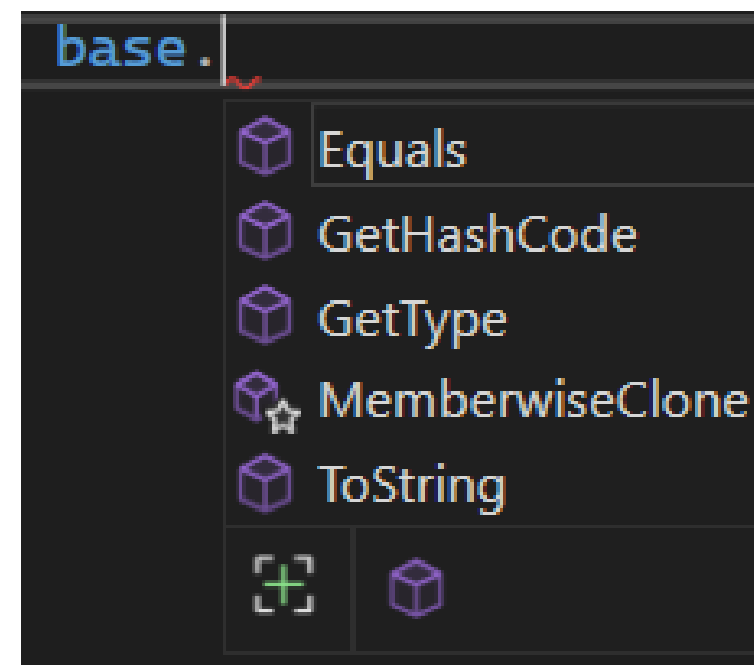 base.
Equals
GetHashCode
GetType
MemberwiseClone
ToString